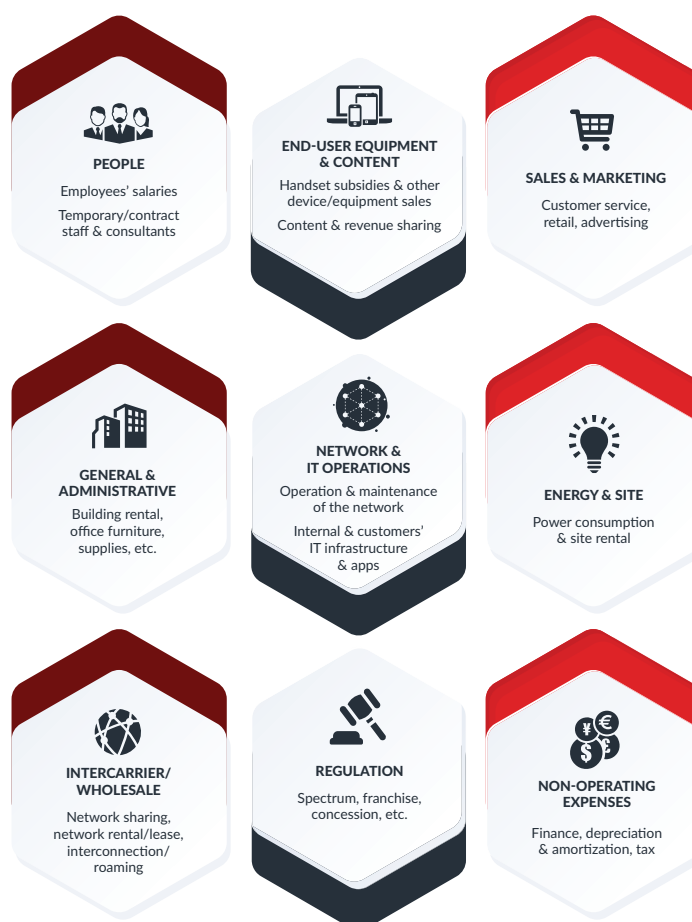 PEOPLE
Employees' salaries
Temporary/contract
staff & consultants
END-USER EQUIPMENT
& CONTENT
Handset subsidies & other
device/equipment sales
Content & revenue sharing
SALES & MARKETING
Customer service,
retail, advertising
GENERAL &
ADMINISTRATIVE
Building rental,
office furniture,
supplies, etc.
NETWORK &
IT OPERATIONS
Operation & maintenance
of the network
Internal & customers'
IT infrastructure
& apps
ENERGY & SITE
Power consumption
& site rental
INTERCARRIER/
WHOLESALE
Network sharing,
network rental/lease,
interconnection/
roaming
REGULATION
Spectrum, franchise,
concession, etc.
¥ €
$ £
NON-OPERATING
EXPENSES
Finance, depreciation
& amortization, tax